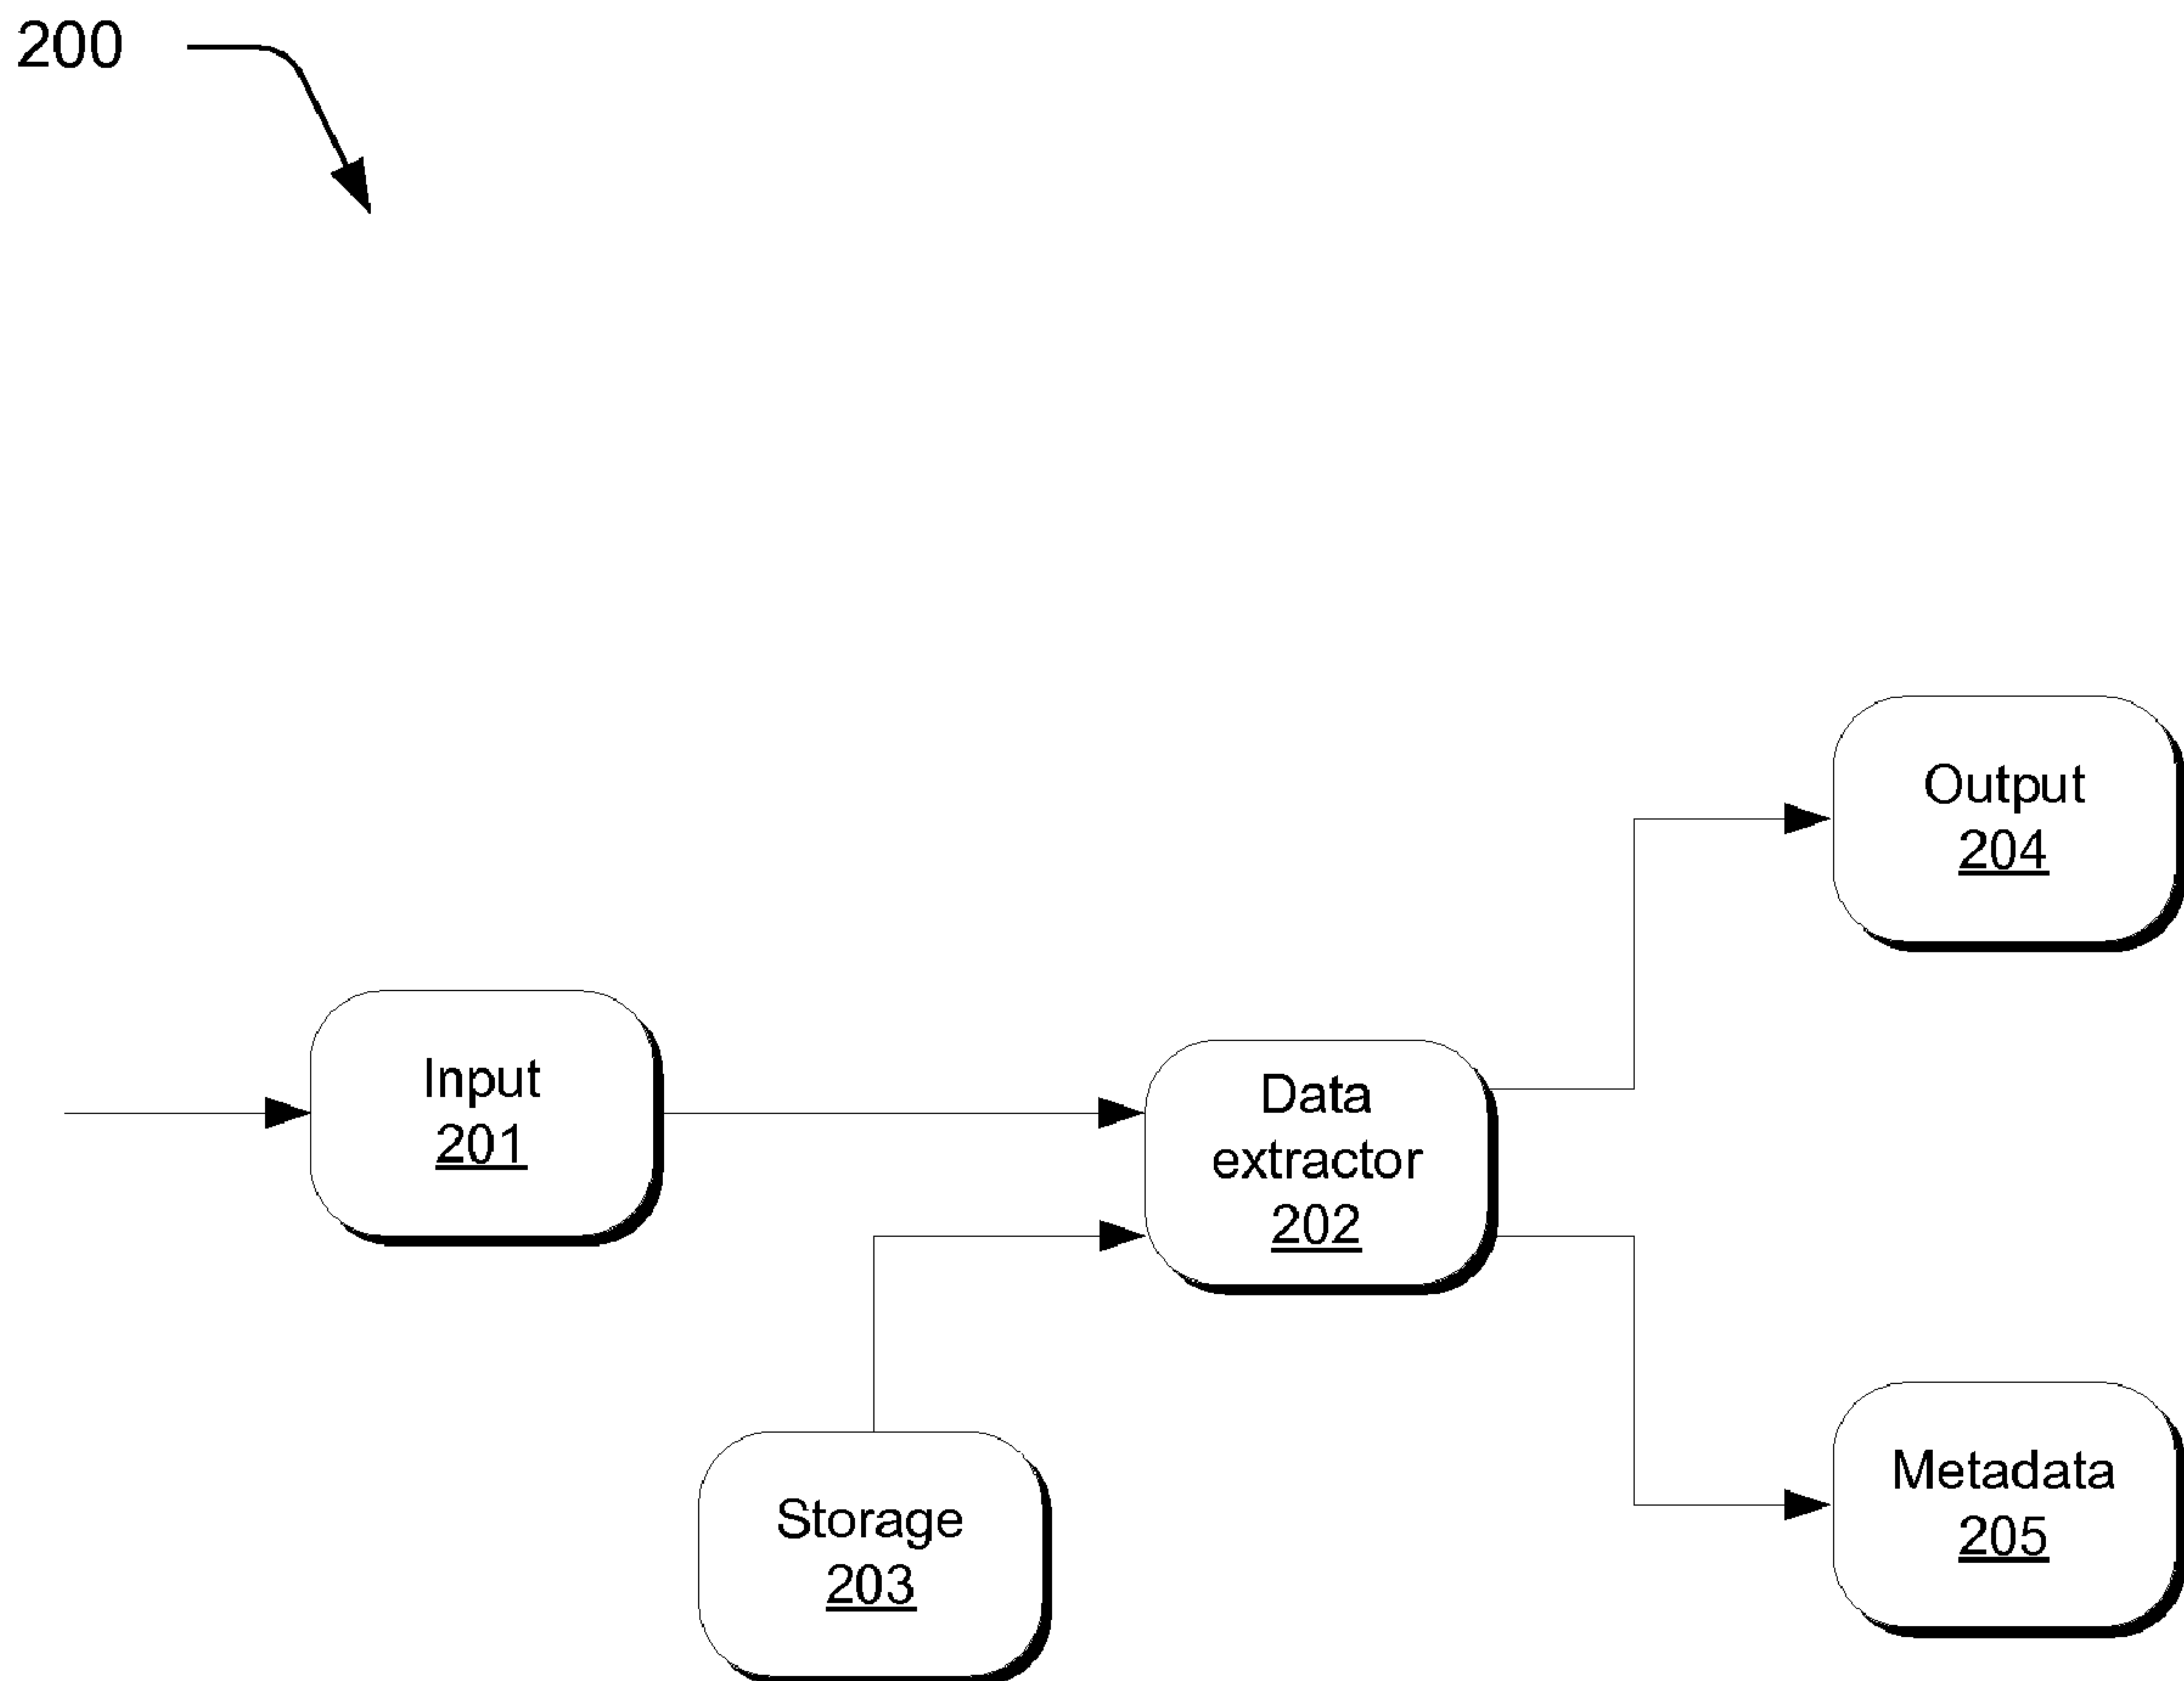 200
Output
204
Input
201
Data
extractor
202
Storage
203
Metadata
205